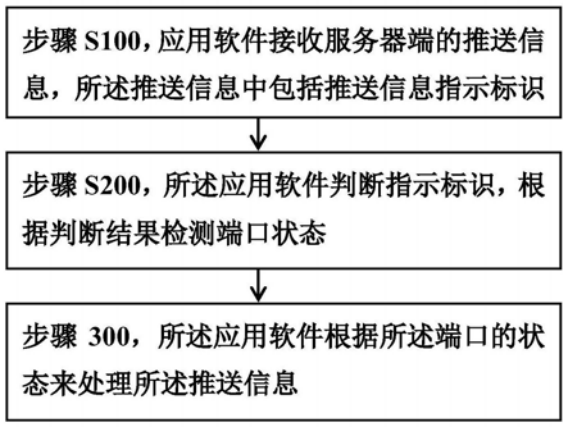 步骤 S100，应用软件接收服务器端的推送信
息，所述推送信息中包括推送信息指示标识
步骤 S200，所述应用软件判断指示标识，根
据判断结果检测端口状态
步骤 300，所述应用软件根据所述端口的状
态来处理所述推送信息